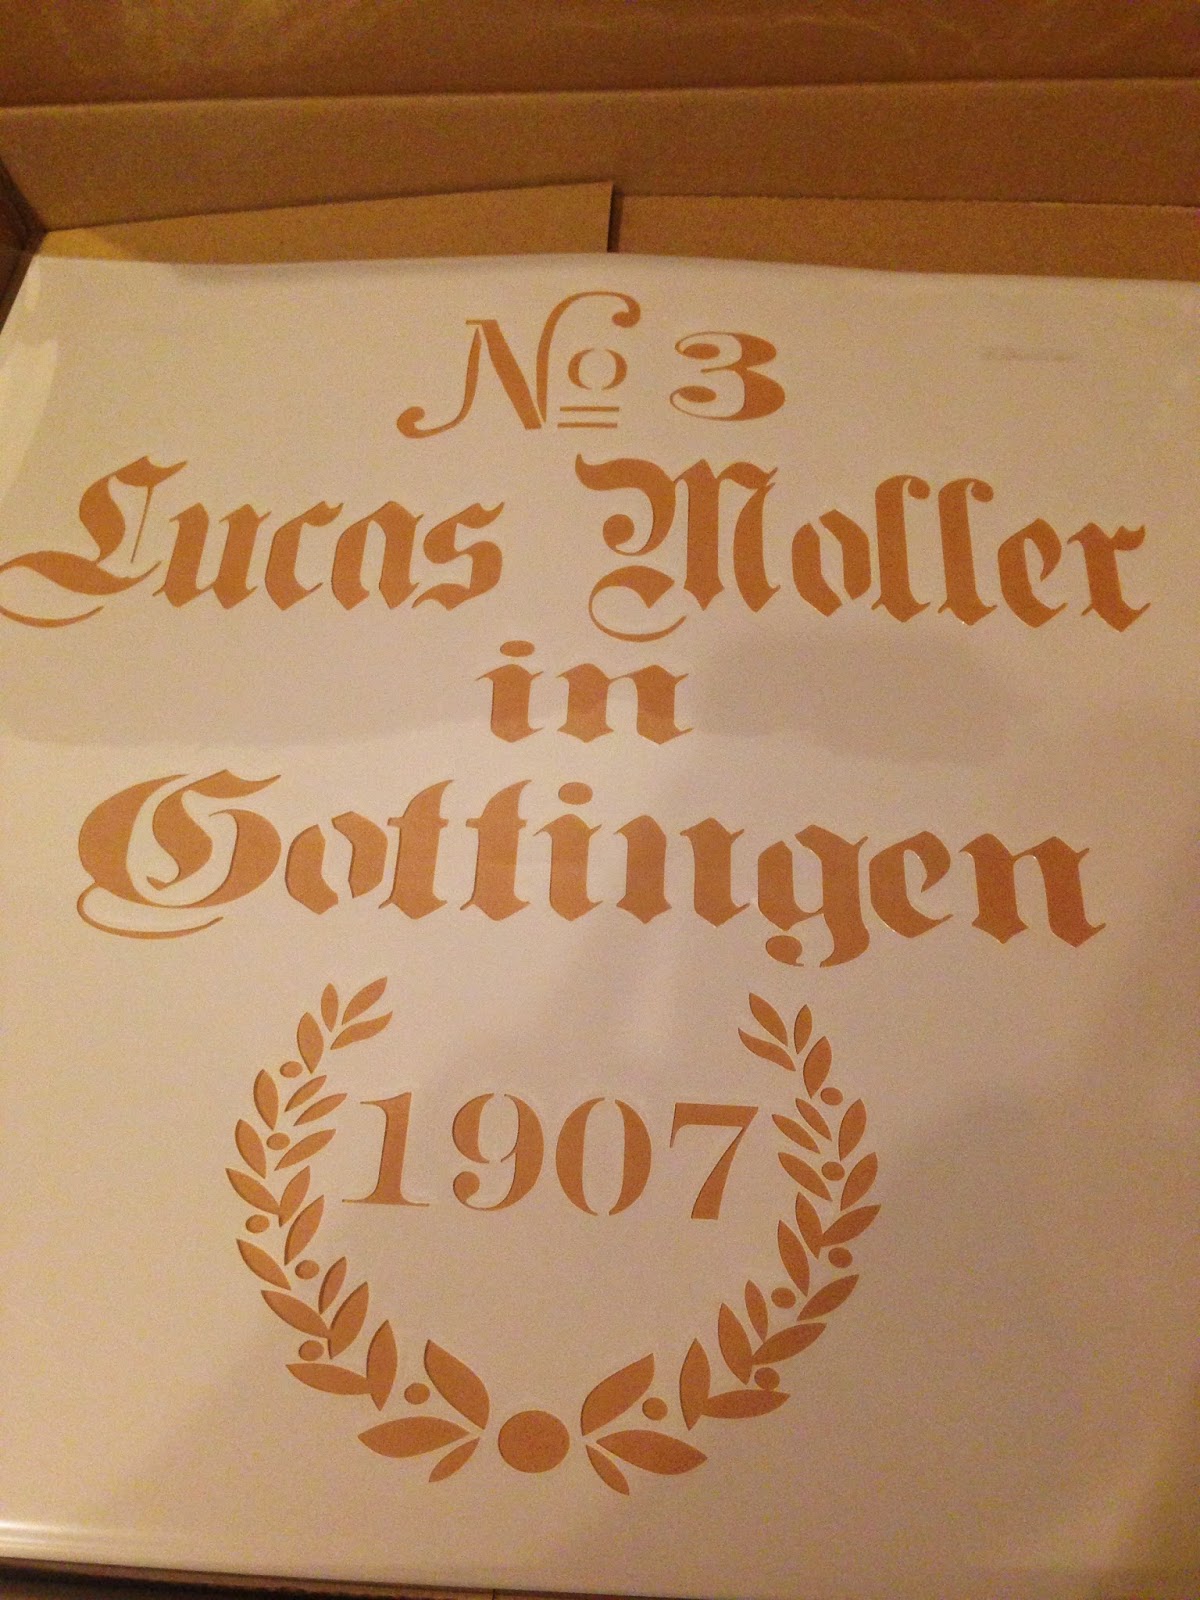 No 3
Lucas Moller
in
Gottingen
1907